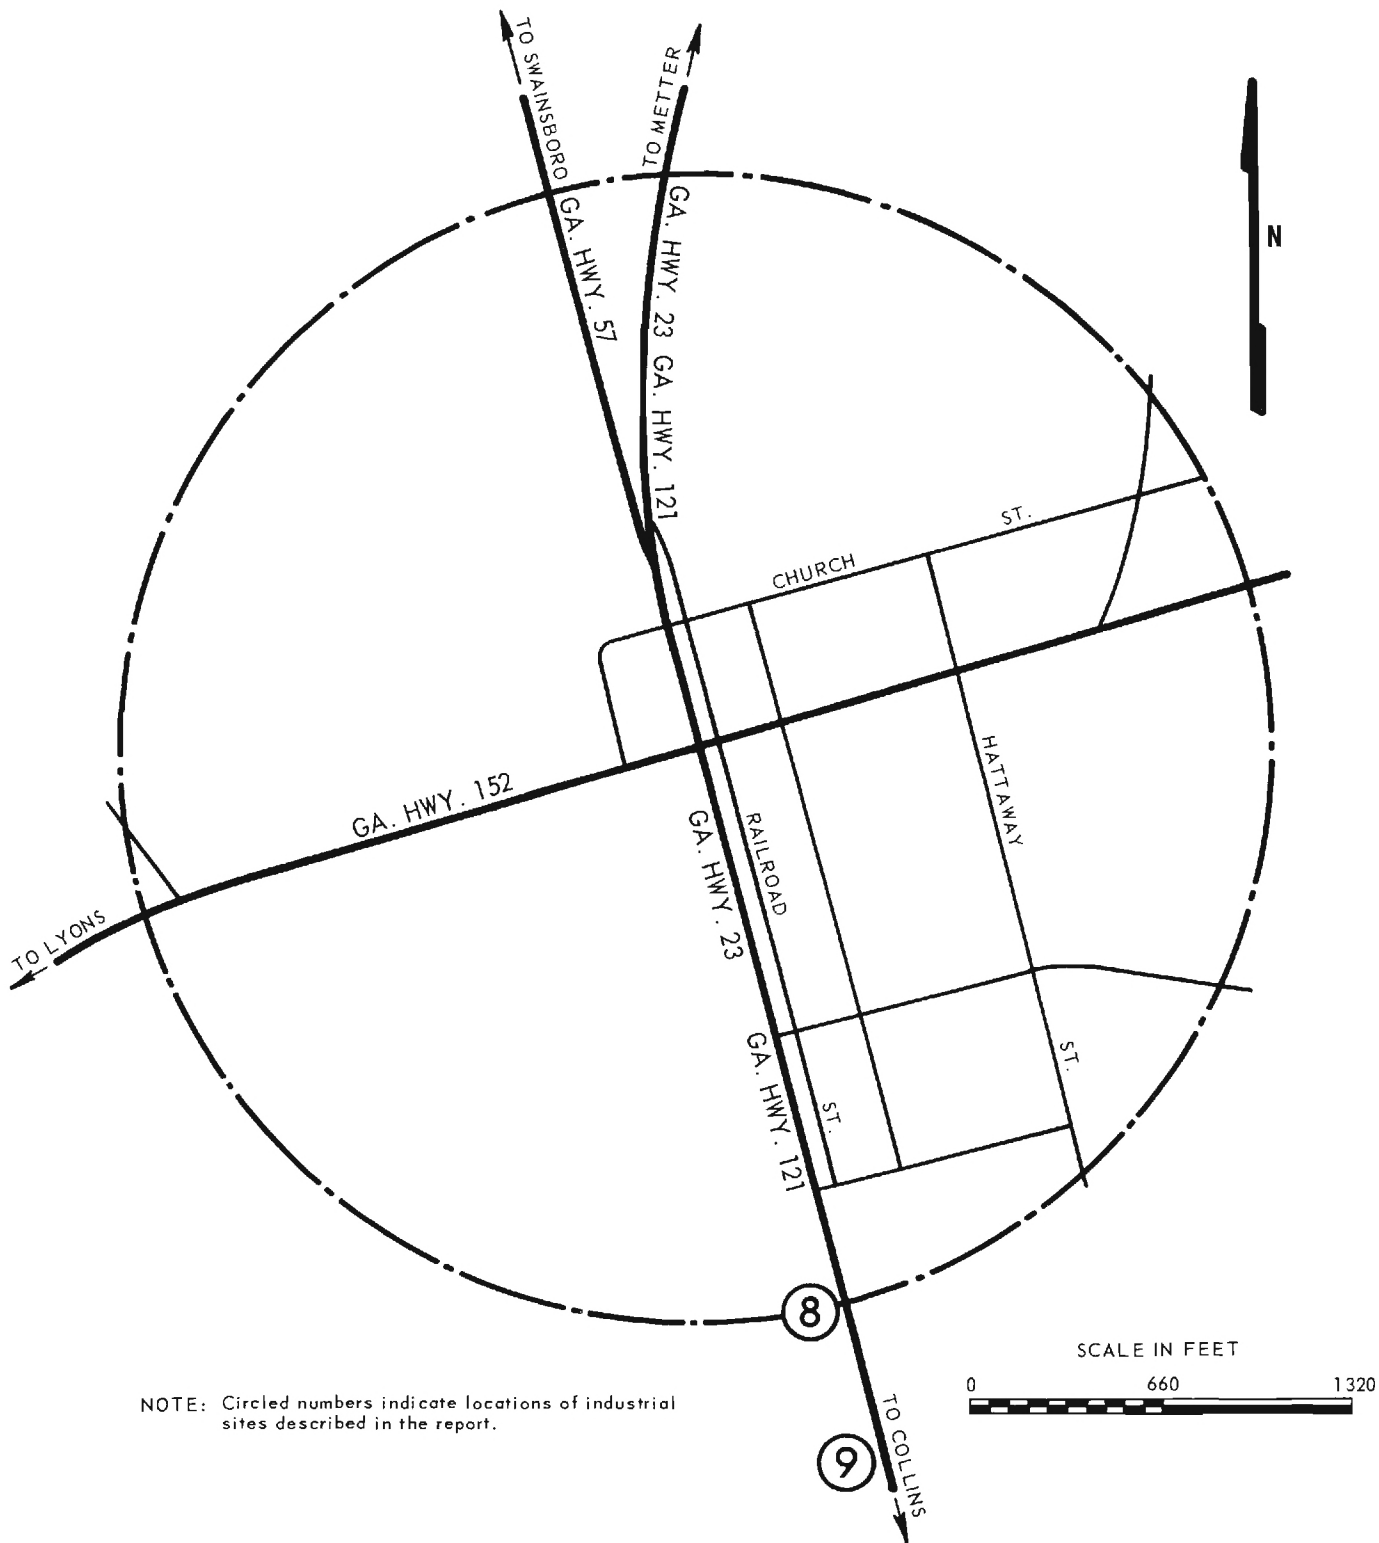 TO SWAINSBORO
TO METTER
GA. HWY. 57
GA. HWY. 23 GA. HWY. 121
N
CHURCH ST.
HATTAWAY ST.
GA. HWY. 152
RAILROAD ST.
GA. HWY. 23
TO LYONS
GA. HWY. 121
8
SCALE IN FEET
0 660 1320
NOTE: Circled numbers indicate locations of industrial
sites described in the report.
TO COLLINS
9